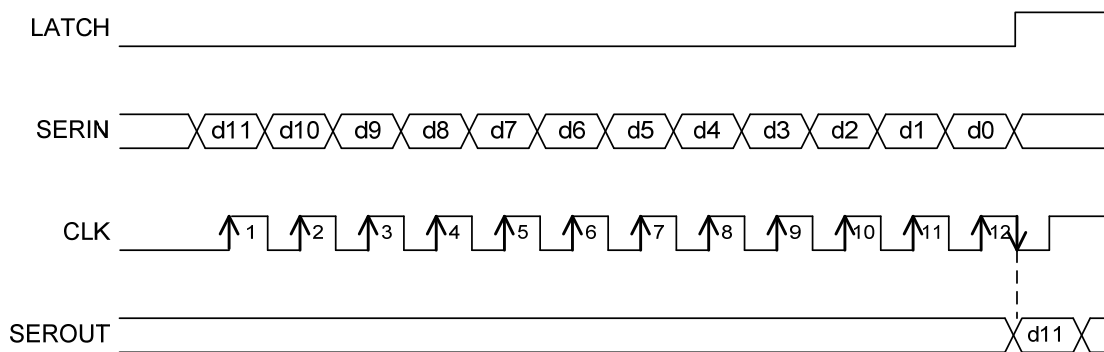 LATCH
SERIN d11 d10 d9 d8 d7 d6 d5 d4 d3 d2 d1 d0
CLK 1 2 3 4 5 6 7 8 9 10 11 12
SEROUT d11